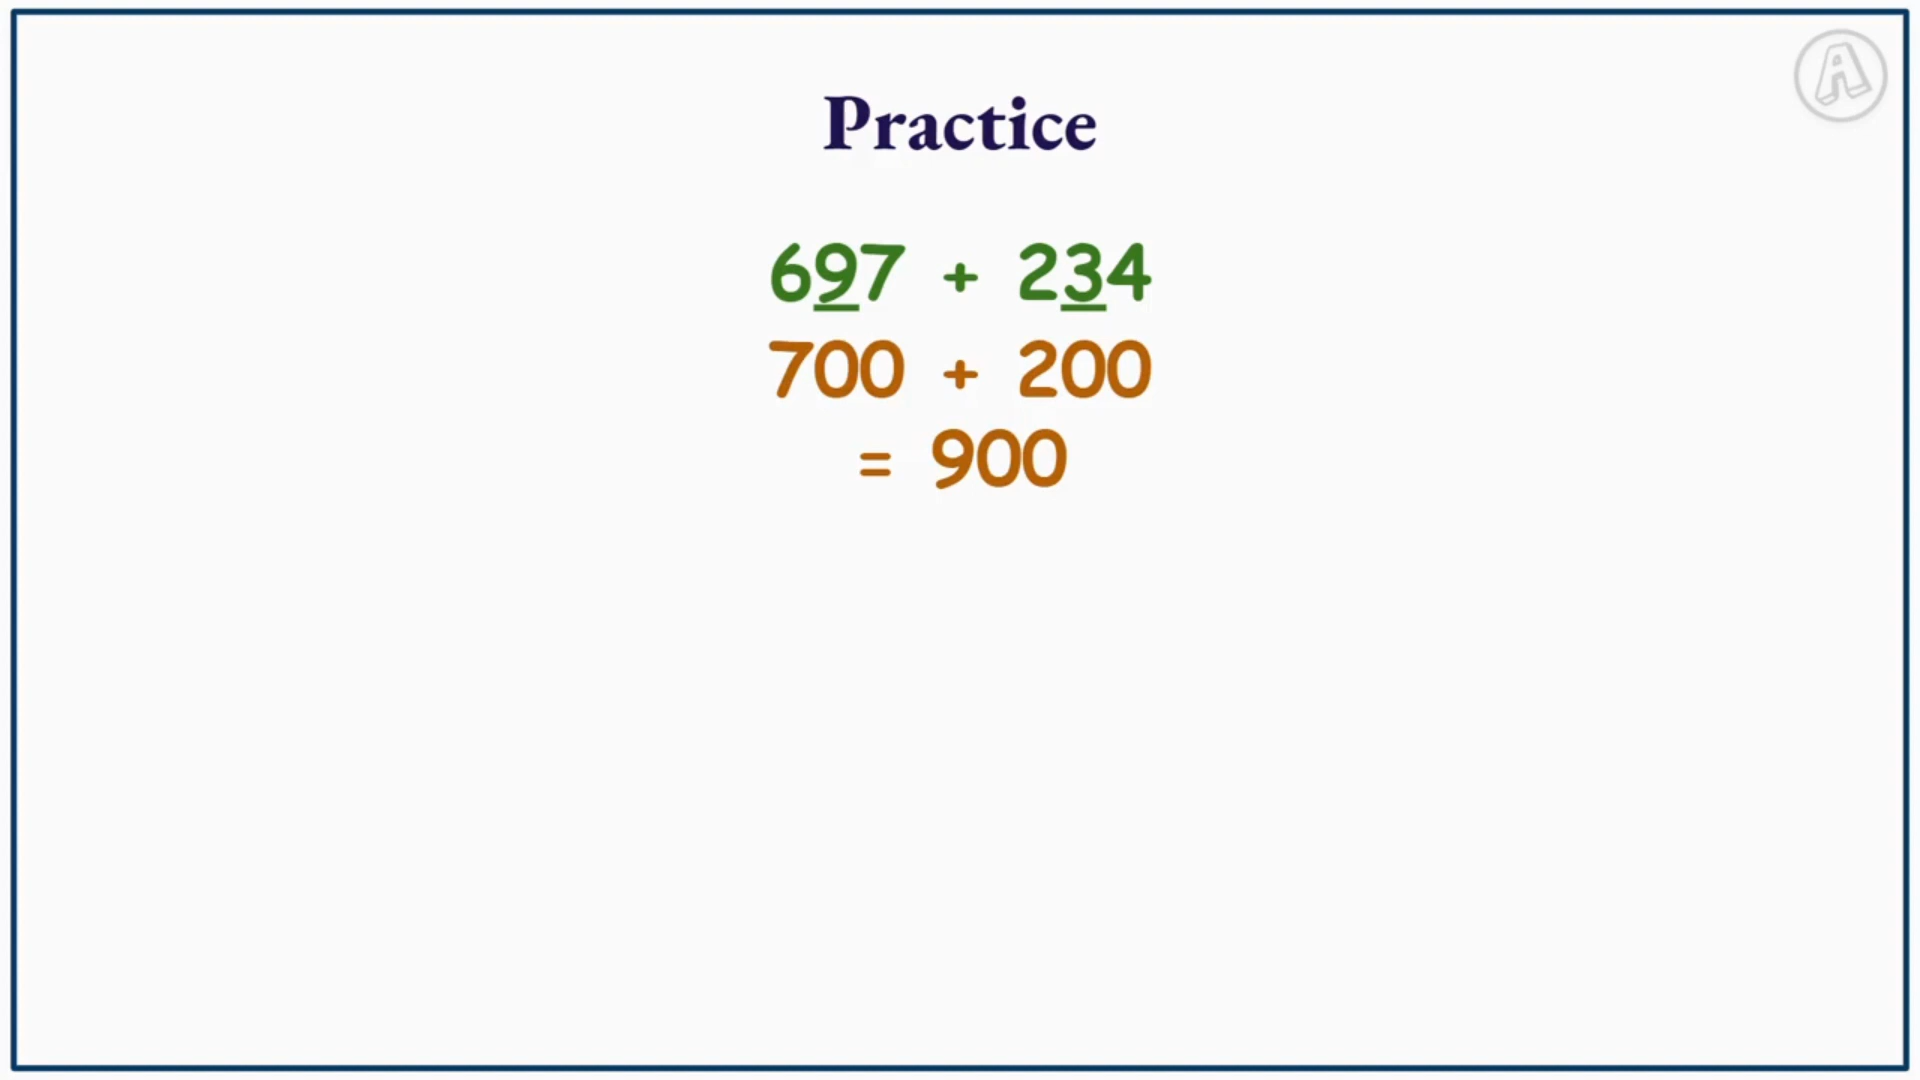 Practice
697 + 234
700 + 200
= 900